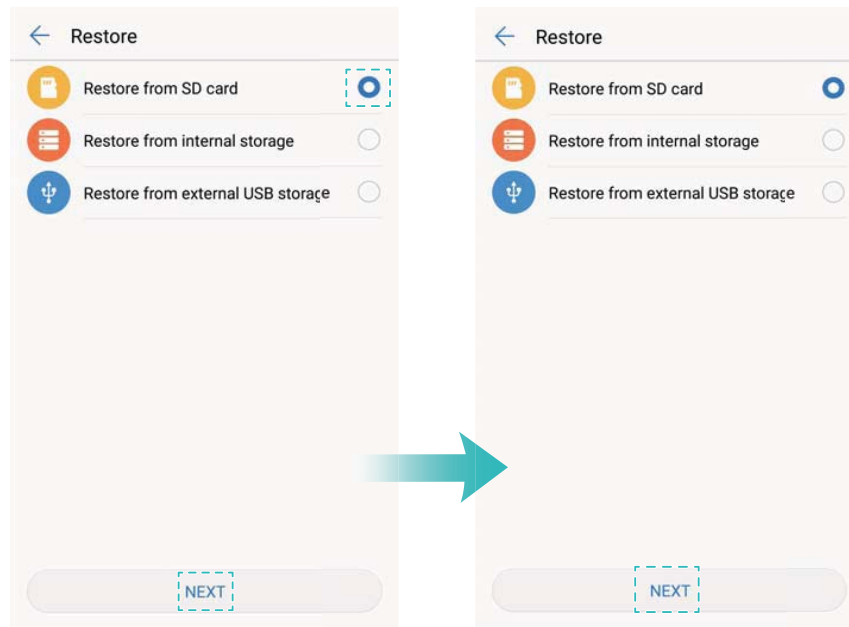 Restore
Restore from SD card
Restore from internal storage
Restore from external USB storage
NEXT
Restore
Restore from SD card
Restore from internal storage
Restore from external USB storage
NEXT